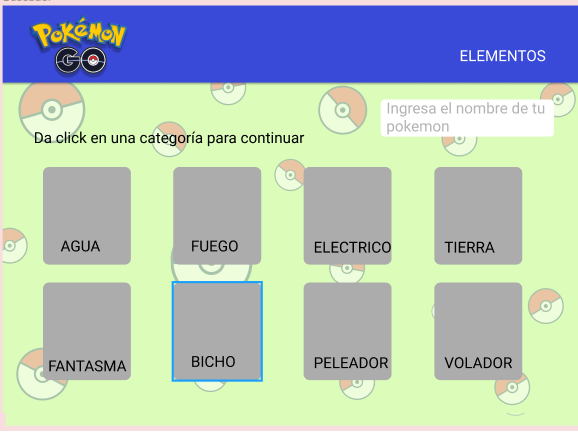 POKéMON
GO
ELEMENTOS
Ingresa el nombre de tu
pokemon
Da click en una categoría para continuar
AGUA
FUEGO
ELECTRICO
TIERRA
FANTASMA
BICHO
PELEADOR
VOLADOR